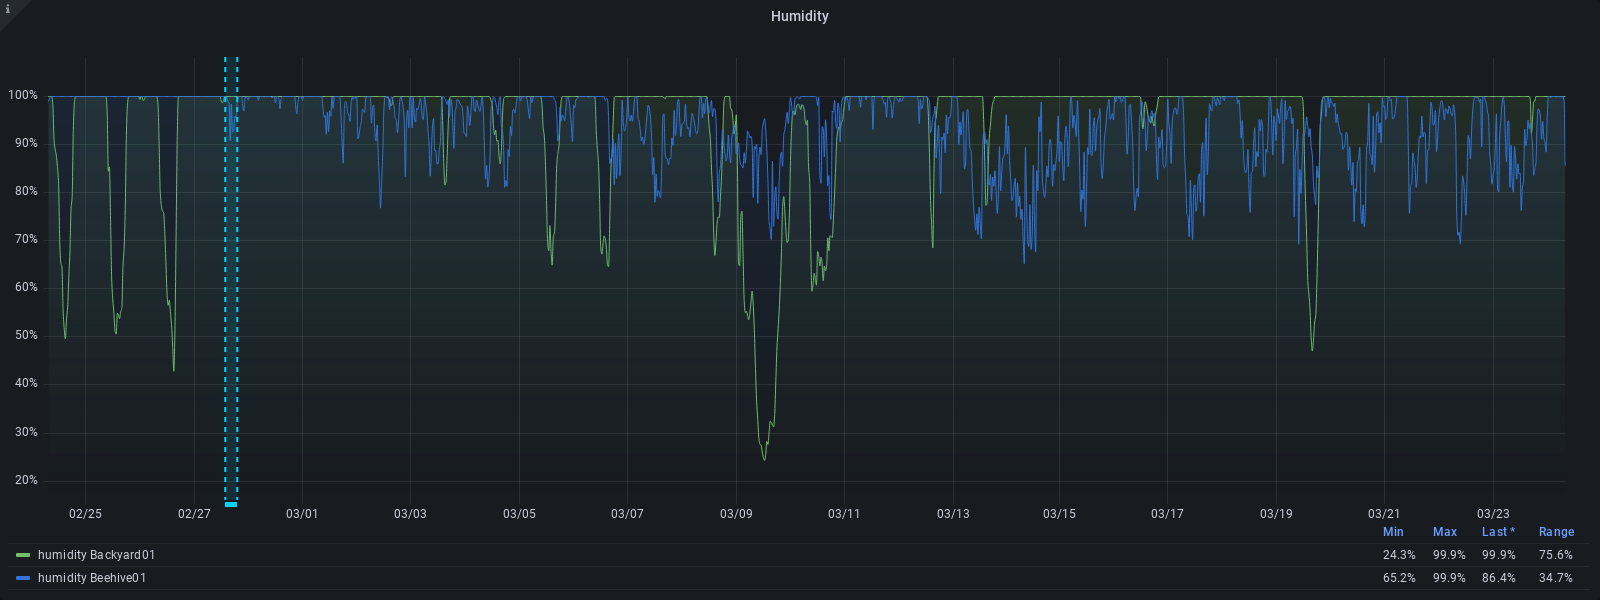 i
Humidity
100%
90%
80%
70%
60%
50%
40%
30%
20%
02/25 02/27 03/01 03/03 03/05 03/07 03/09 03/11 03/13 03/15 03/17 03/19 03/21 03/23
Min Max Last * Range
humidity Backyard01 24.3% 99.9% 99.9% 75.6%
humidity Beehive01 65.2% 99.9% 86.4% 34.7%